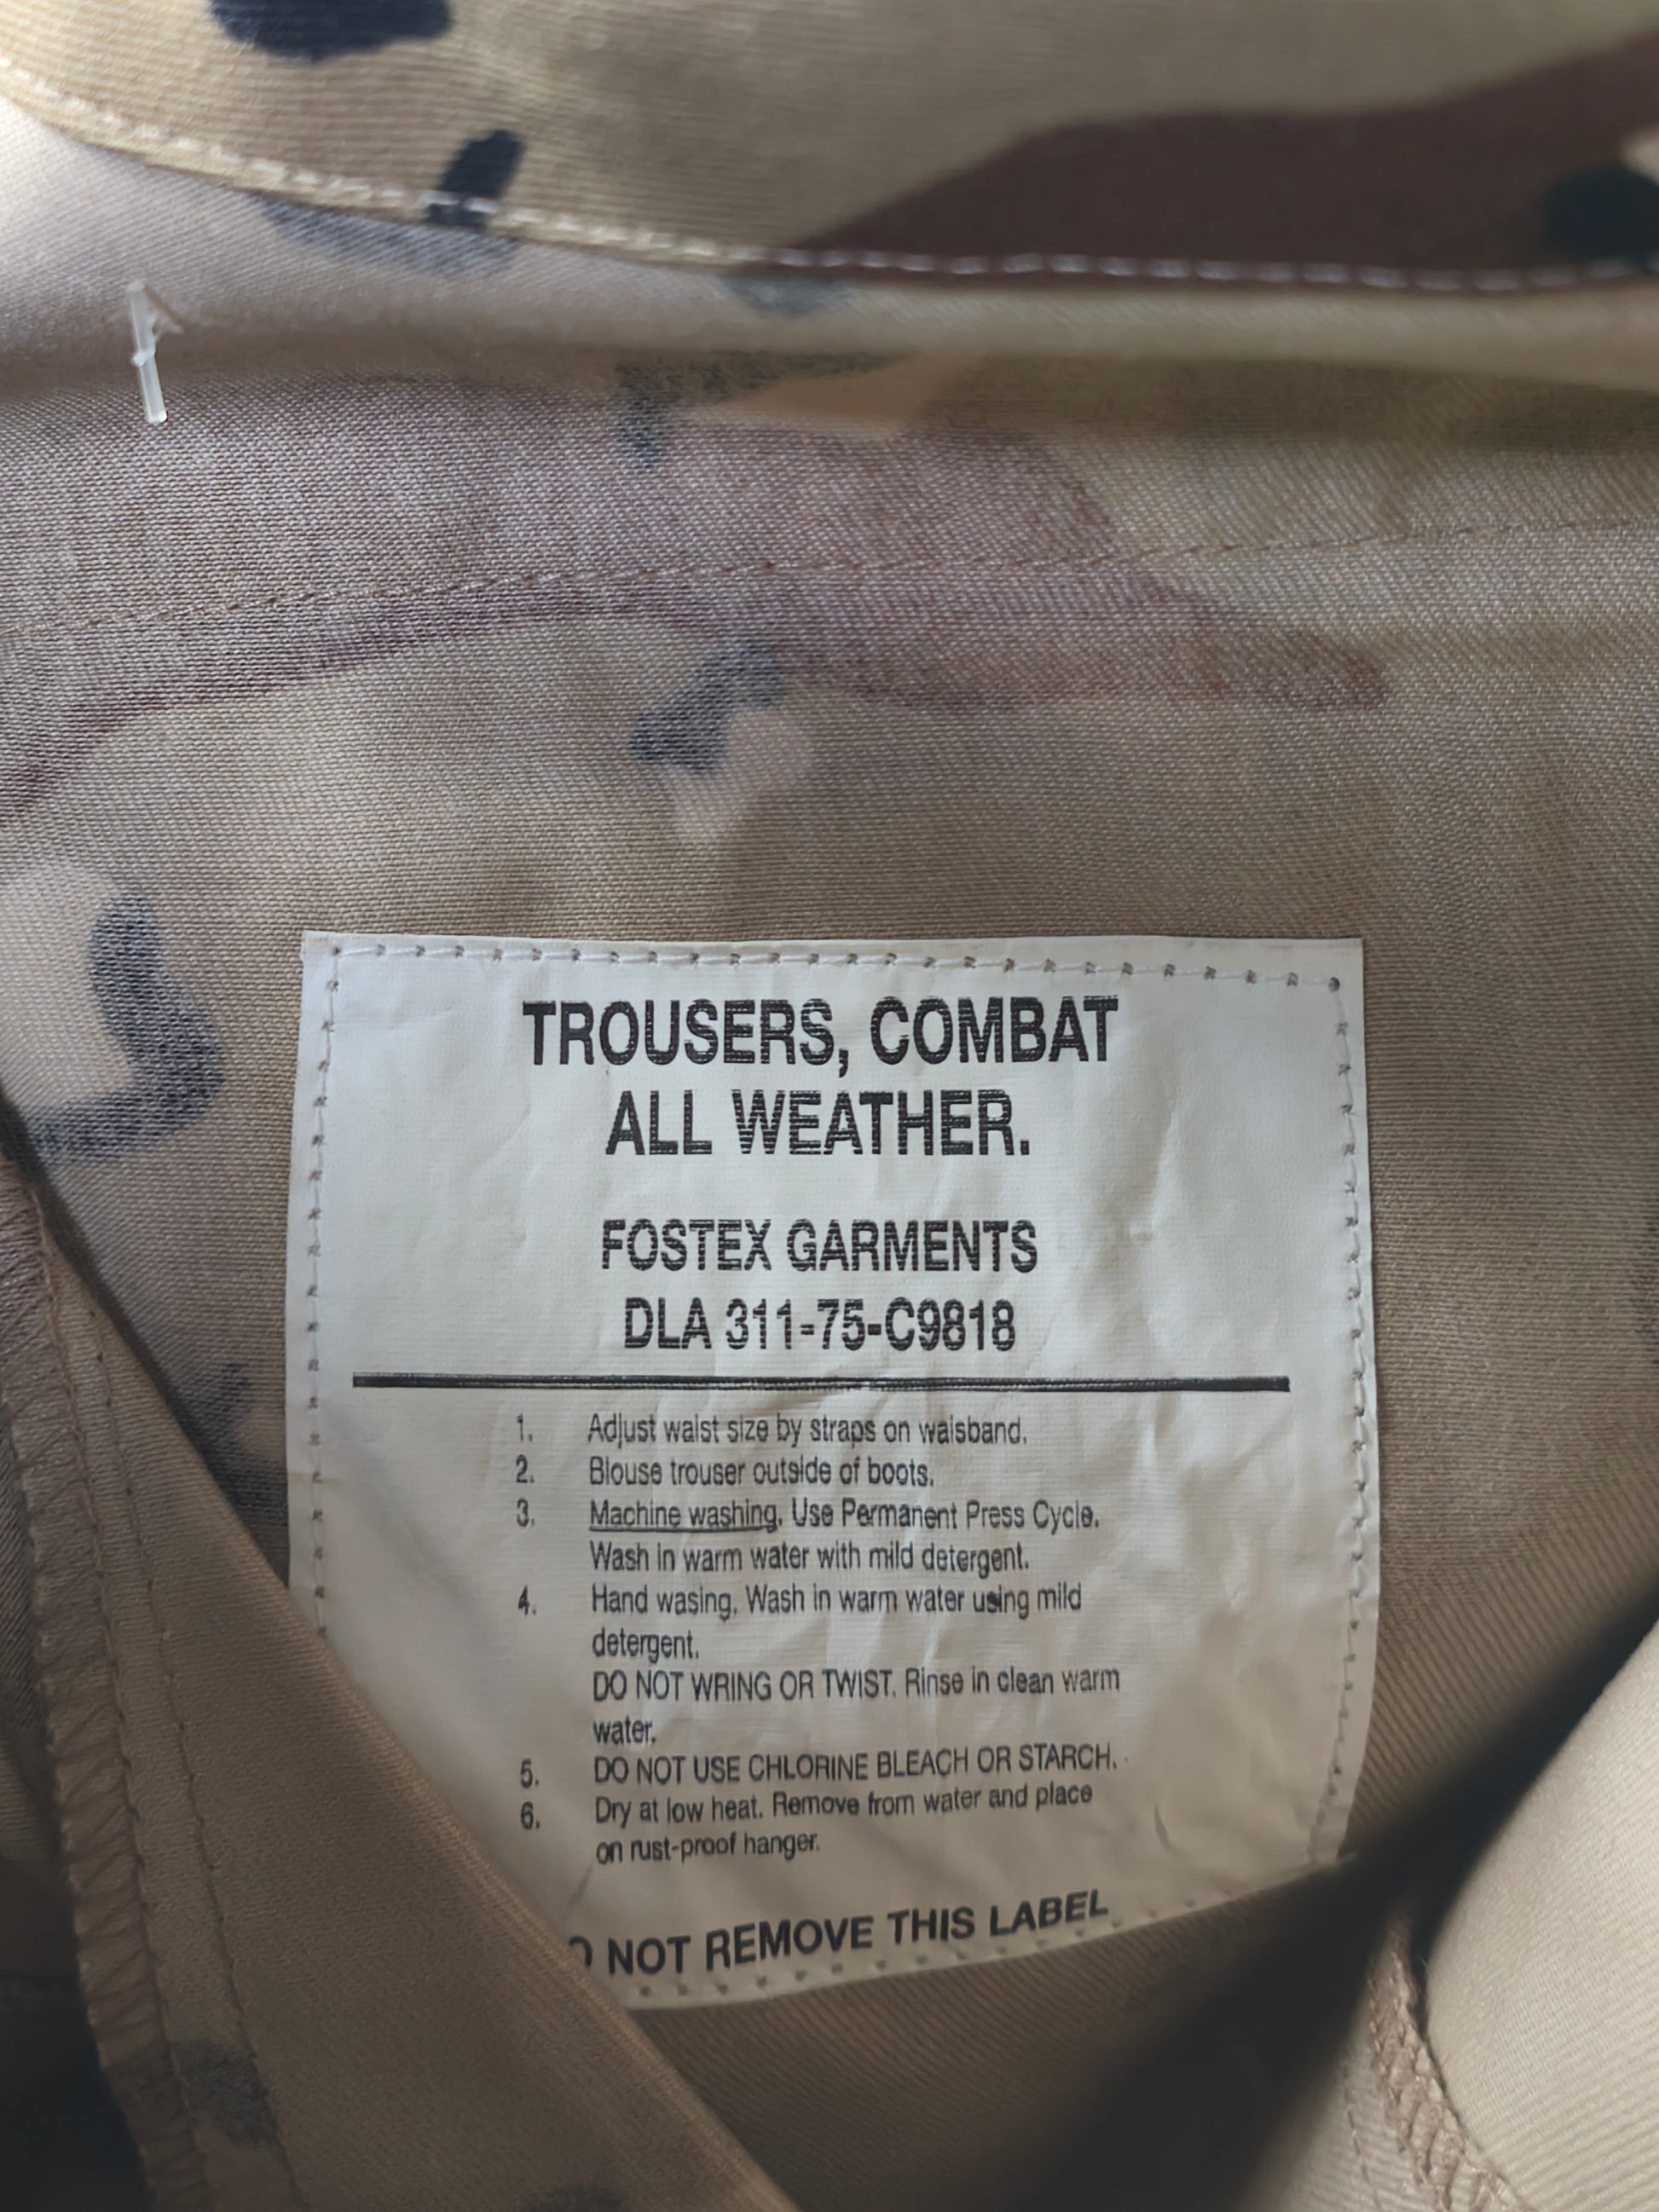 TROUSERS, COMBAT
ALL WEATHER.
FOSTEX GARMENTS
DLA 311-75-C9818
1. Adjust waist size by straps on waisband.
2. Blouse trouser outside of boots.
3. Machine washing. Use Permanent Press Cycle.
Wash in warm water with mild detergent.
4. Hand wasing. Wash in warm water using mild
detergent.
DO NOT WRING OR TWIST. Rinse in clean warm
water.
5. DO NOT USE CHLORINE BLEACH OR STARCH.
6. Dry at low heat. Remove from water and place
on rust-proof hanger.
O NOT REMOVE THIS LABEL